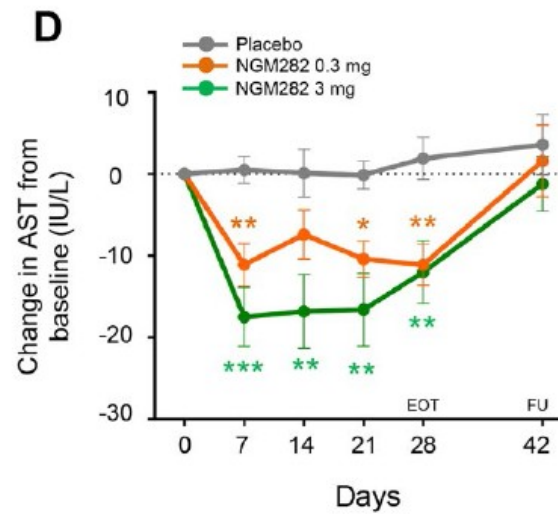 D
Placebo
NGM282 0.3 mg
NGM282 3 mg
Change in AST from
baseline (IU/L)
10
0
-10
-20
-30
**
*
**
***
**
**
**
EOT
FU
0 7 14 21 28 42
Days